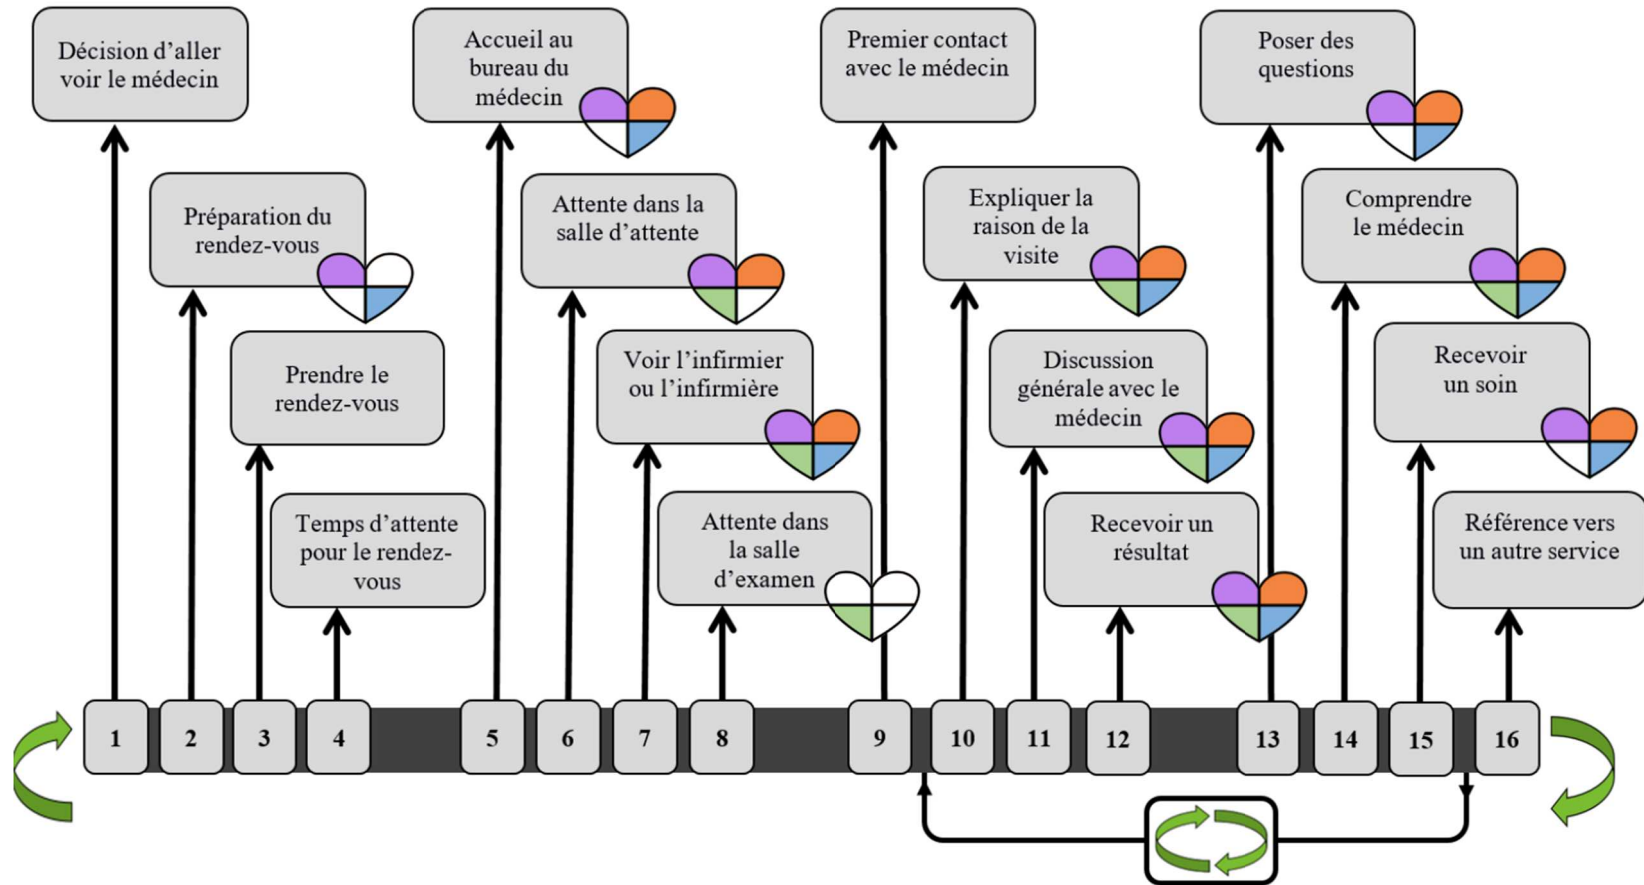 Décision d’aller
voir le médecin
Préparation du
rendez-vous
Prendre le
rendez-vous
Temps d’attente
pour le rendez-
vous
Accueil au
bureau du
médecin
Attente dans la
salle d’attente
Voir l’infirmier
ou l’infirmière
Attente dans
la salle
d’examen
Premier contact
avec le médecin
Expliquer la
raison de la
visite
Discussion
générale avec le
médecin
Recevoir un
résultat
Poser des
questions
Comprendre
le médecin
Recevoir
un soin
Référence vers
un autre service
1 2 3 4 5 6 7 8 9 10 11 12 13 14 15 16